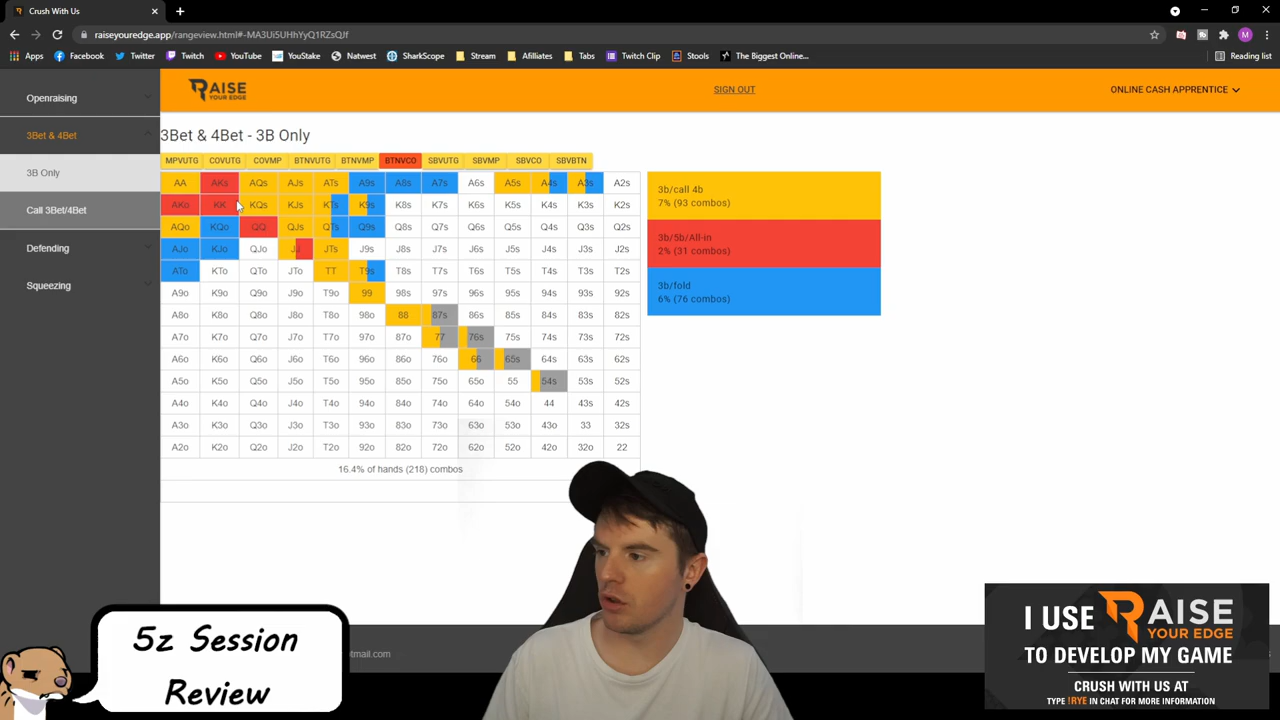 Crush With Us
raiseyouredge.app/rangeview.html#-MA3Ui5UHhYyQ1RZsQJf
Apps Facebook Twitter Twitch YouTube YouStake Natwest SharkScope Stream Afilliates Tabs Twitch Clip Stools The Biggest Onlin... Reading list
M
Openraising
3Bet & 4Bet
3B Only
Call 3Bet/4Bet
Defending
Squeezing
RAISE
YOUR EDGE
SIGN OUT
ONLINE CASH APPRENTICE
3Bet & 4Bet - 3B Only
MPVUTG COVUTG COVMP BTNVUTG BTNVMP BTNVCO SBVUTG SBVMP SBVCO SBVBTN
AA AKs AQs AJs ATs A9s A8s A7s A6s A5s A4s A3s A2s
AKo KK KQs KJs KTs K9s K8s K7s K6s K5s K4s K3s K2s
AQo KQo QQ QJs QTs Q9s Q8s Q7s Q6s Q5s Q4s Q3s Q2s
AJo KJo QJo JJ JTs J9s J8s J7s J6s J5s J4s J3s J2s
ATo KTo QTo JTo TT T9s T8s T7s T6s T5s T4s T3s T2s
A9o K9o Q9o J9o T9o 99 98s 97s 96s 95s 94s 93s 92s
A8o K8o Q8o J8o T8o 98o 88 87s 86s 85s 84s 83s 82s
A7o K7o Q7o J7o T7o 97o 87o 77 76s 75s 74s 73s 72s
A6o K6o Q6o J6o T6o 96o 86o 76o 66 65s 64s 63s 62s
A5o K5o Q5o J5o T5o 95o 85o 75o 65o 55 54s 53s 52s
A4o K4o Q4o J4o T4o 94o 84o 74o 64o 54o 44 43s 42s
A3o K3o Q3o J3o T3o 93o 83o 73o 63o 53o 43o 33 32s
A2o K2o Q2o J2o T2o 92o 82o 72o 62o 52o 42o 32o 22
16.4% of hands (218) combos
3b/call 4b
7% (93 combos)
3b/5b/All-in
2% (31 combos)
3b/fold
6% (76 combos)
5z Session
Review
I USE RAISE
YOUR EDGE
TO DEVELOP MY GAME
CRUSH WITH US AT
TYPE !RYE IN CHAT FOR MORE INFORMATION